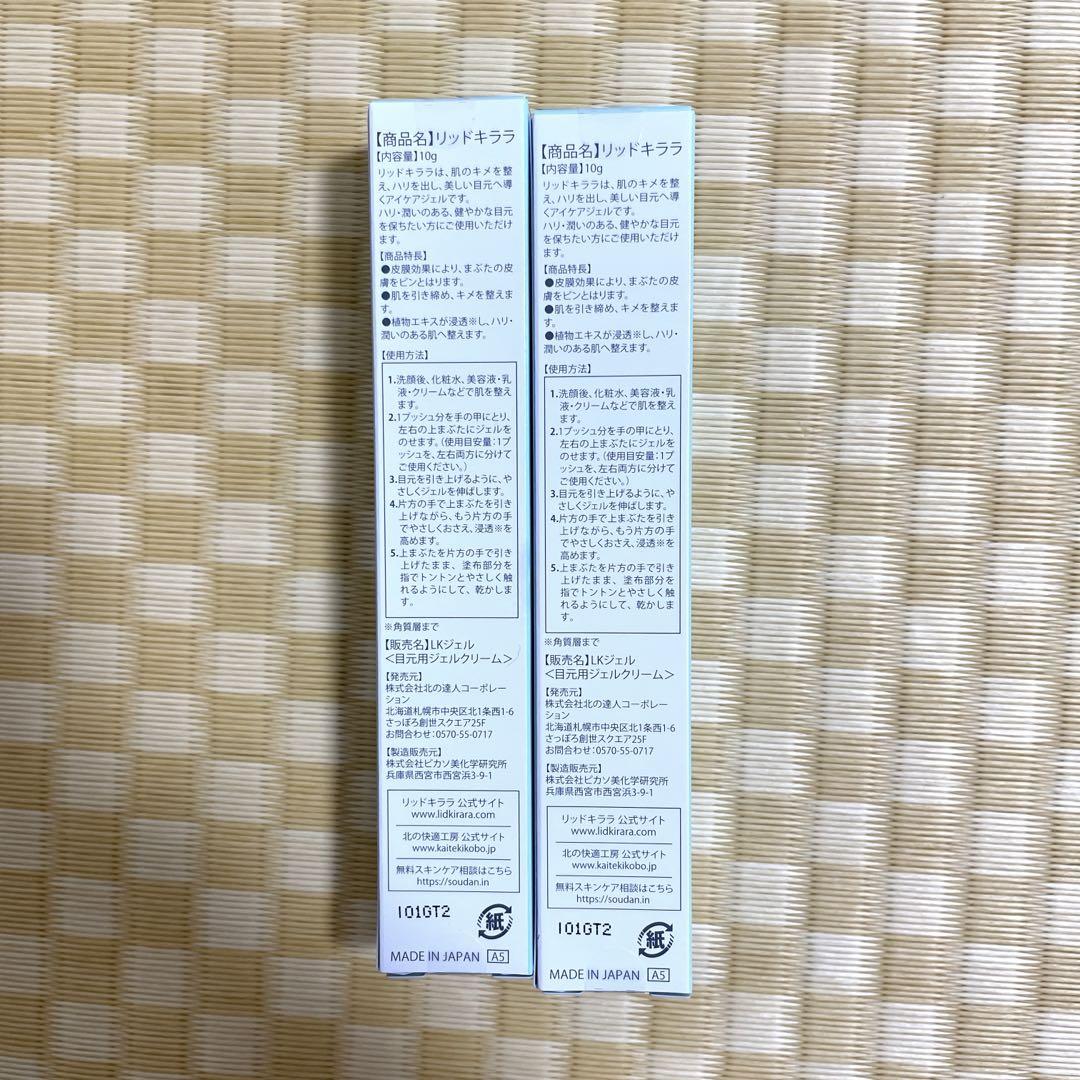 【商品名】リッドキララ
【内容量】10g
リッドキララは、肌のキメを整
え、ハリを出し、美しい目元へ導
くアイケアジェルです。
ハリ・潤いのある、健やかな目元
を保ちたい方にご使用いただけ
ます。
【商品特長】
●皮膜効果により、まぶたの皮
膚をピンとはります。
●肌を引き締め、キメを整えま
す。
●植物エキスが浸透※し、ハリ・
潤いのある肌へ整えます。
【使用方法】
1.洗顔後、化粧水、美容液・乳
液・クリームなどで肌を整え
ます。
2.1プッシュ分を手の甲にとり、
左右の上まぶたにジェルを
のせます。(使用目安量:1プ
ッシュを、左右両方に分けて
ご使用ください。)
3.目元を引き上げるように、や
さしくジェルを伸ばします。
4.片方の手で上まぶたを引き
上げながら、もう片方の手
でやさしくおさえ、浸透※を
高めます。
5.上まぶたを片方の手で引き
上げたまま、塗布部分を
指でトントンとやさしく触
れるようにして、乾かしま
す。
※角質層まで
【販売名】LKジェル
<目元用ジェルクリーム>
【発売元】
株式会社北の達人コーポレー
ション
北海道札幌市中央区北1条西1-6
さっぽろ創世スクエア25F
お問合わせ:0570-55-0717
【製造販売元】
株式会社ピカソ美化学研究所
兵庫県西宮市西宮浜3-9-1
リッドキララ 公式サイト
www.lidkirara.com
北の快適工房 公式サイト
www.kaitekikobo.jp
無料スキンケア相談はこちら
https://soudan.in
I01GT2
紙
MADE IN JAPAN A5
【商品名】リッドキララ
【内容量】10g
リッドキララは、肌のキメを整
え、ハリを出し、美しい目元へ導
くアイケアジェルです。
ハリ・潤いのある、健やかな目元
を保ちたい方にご使用いただけ
ます。
【商品特長】
●皮膜効果により、まぶたの皮
膚をピンとはります。
●肌を引き締め、キメを整えま
す。
●植物エキスが浸透※し、ハリ・
潤いのある肌へ整えます。
【使用方法】
1.洗顔後、化粧水、美容液・乳
液・クリームなどで肌を整え
ます。
2.1プッシュ分を手の甲にとり、
左右の上まぶたにジェルを
のせます。(使用目安量:1プ
ッシュを、左右両方に分けて
ご使用ください。)
3.目元を引き上げるように、や
さしくジェルを伸ばします。
4.片方の手で上まぶたを引き
上げながら、もう片方の手
でやさしくおさえ、浸透※を
高めます。
5.上まぶたを片方の手で引き
上げたまま、塗布部分を
指でトントンとやさしく触
れるようにして、乾かしま
す。
※角質層まで
【販売名】LKジェル
<目元用ジェルクリーム>
【発売元】
株式会社北の達人コーポレー
ション
北海道札幌市中央区北1条西1-6
さっぽろ創世スクエア25F
お問合わせ:0570-55-0717
【製造販売元】
株式会社ピカソ美化学研究所
兵庫県西宮市西宮浜3-9-1
リッドキララ 公式サイト
www.lidkirara.com
北の快適工房 公式サイト
www.kaitekikobo.jp
無料スキンケア相談はこちら
https://soudan.in
I01GT2
紙
MADE IN JAPAN A5